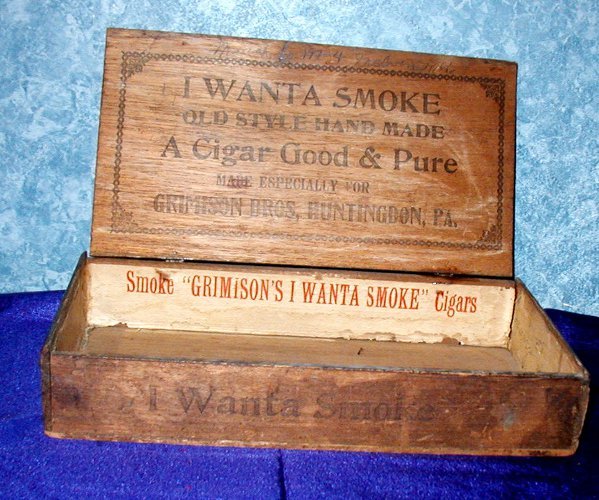 I WANTA SMOKE
OLD STYLE HAND MADE
A Cigar Good & Pure
MADE ESPECIALLY FOR
GRIMISON BROS, HUNTINGDON, PA.
Smoke "GRIMISON'S I WANTA SMOKE" Cigars
I Wanta Smoke